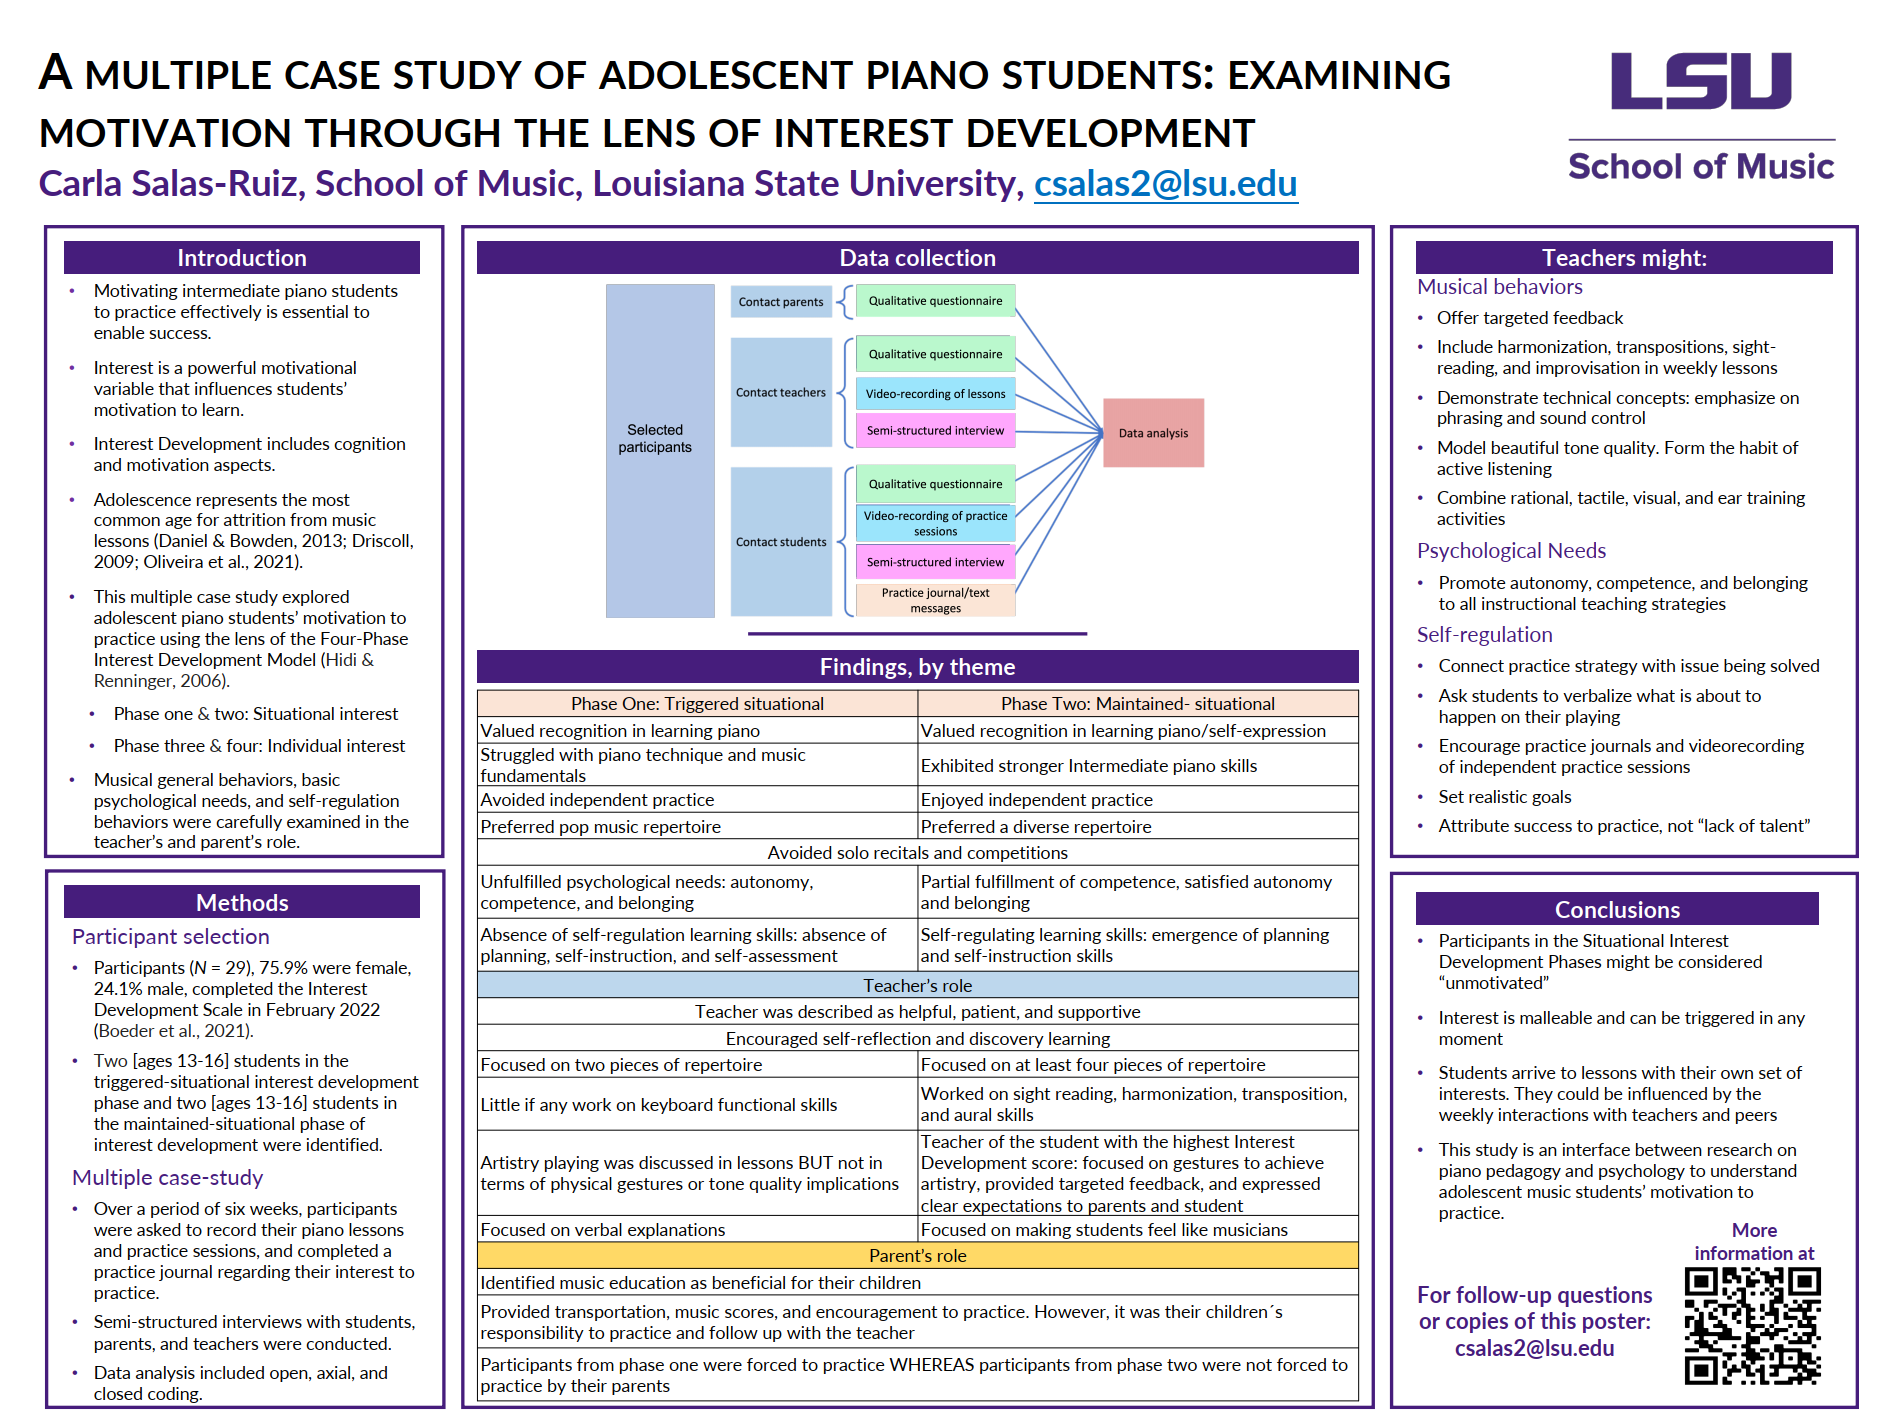 A MULTIPLE CASE STUDY OF ADOLESCENT PIANO STUDENTS: EXAMINING
MOTIVATION THROUGH THE LENS OF INTEREST DEVELOPMENT
Carla Salas-Ruiz, School of Music, Louisiana State University, csalas2@lsu.edu
LSU
School of Music
Introduction
• Motivating intermediate piano students
to practice effectively is essential to
enable success.
• Interest is a powerful motivational
variable that influences students’
motivation to learn.
• Interest Development includes cognition
and motivation aspects.
• Adolescence represents the most
common age for attrition from music
lessons (Daniel & Bowden, 2013; Driscoll,
2009; Oliveira et al., 2021).
• This multiple case study explored
adolescent piano students’ motivation to
practice using the lens of the Four-Phase
Interest Development Model (Hidi &
Renninger, 2006).
• Phase one & two: Situational interest
• Phase three & four: Individual interest
• Musical general behaviors, basic
psychological needs, and self-regulation
behaviors were carefully examined in the
teacher’s and parent’s role.
Methods
Participant selection
• Participants (N = 29), 75.9% were female,
24.1% male, completed the Interest
Development Scale in February 2022
(Boeder et al., 2021).
• Two [ages 13-16] students in the
triggered-situational interest development
phase and two [ages 13-16] students in
the maintained-situational phase of
interest development were identified.
Multiple case-study
• Over a period of six weeks, participants
were asked to record their piano lessons
and practice sessions, and completed a
practice journal regarding their interest to
practice.
• Semi-structured interviews with students,
parents, and teachers were conducted.
• Data analysis included open, axial, and
closed coding.
Data collection
Selected
participants
Contact parents
Qualitative questionnaire
Contact teachers
Qualitative questionnaire
Video-recording of lessons
Semi-structured interview
Contact students
Qualitative questionnaire
Video-recording of practice
sessions
Semi-structured interview
Practice journal/text
messages
Data analysis
Findings, by theme
Phase One: Triggered situational
Phase Two: Maintained- situational
Valued recognition in learning piano
Valued recognition in learning piano/self-expression
Struggled with piano technique and music
fundamentals
Exhibited stronger Intermediate piano skills
Avoided independent practice
Enjoyed independent practice
Preferred pop music repertoire
Preferred a diverse repertoire
Avoided solo recitals and competitions
Unfulfilled psychological needs: autonomy,
competence, and belonging
Partial fulfillment of competence, satisfied autonomy
and belonging
Absence of self-regulation learning skills: absence of
planning, self-instruction, and self-assessment
Self-regulating learning skills: emergence of planning
and self-instruction skills
Teacher’s role
Teacher was described as helpful, patient, and supportive
Encouraged self-reflection and discovery learning
Focused on two pieces of repertoire
Focused on at least four pieces of repertoire
Little if any work on keyboard functional skills
Worked on sight reading, harmonization, transposition,
and aural skills
Artistry playing was discussed in lessons BUT not in
terms of physical gestures or tone quality implications
Teacher of the student with the highest Interest
Development score: focused on gestures to achieve
artistry, provided targeted feedback, and expressed
clear expectations to parents and student
Focused on verbal explanations
Focused on making students feel like musicians
Parent’s role
Identified music education as beneficial for their children
Provided transportation, music scores, and encouragement to practice. However, it was their children´s
responsibility to practice and follow up with the teacher
Participants from phase one were forced to practice WHEREAS participants from phase two were not forced to
practice by their parents
Teachers might:
Musical behaviors
• Offer targeted feedback
• Include harmonization, transpositions, sight-
reading, and improvisation in weekly lessons
• Demonstrate technical concepts: emphasize on
phrasing and sound control
• Model beautiful tone quality. Form the habit of
active listening
• Combine rational, tactile, visual, and ear training
activities
Psychological Needs
• Promote autonomy, competence, and belonging
to all instructional teaching strategies
Self-regulation
• Connect practice strategy with issue being solved
• Ask students to verbalize what is about to
happen on their playing
• Encourage practice journals and videorecording
of independent practice sessions
• Set realistic goals
• Attribute success to practice, not “lack of talent”
Conclusions
• Participants in the Situational Interest
Development Phases might be considered
“unmotivated”
• Interest is malleable and can be triggered in any
moment
• Students arrive to lessons with their own set of
interests. They could be influenced by the
weekly interactions with teachers and peers
• This study is an interface between research on
piano pedagogy and psychology to understand
adolescent music students’ motivation to
practice.
More
information at
For follow-up questions
or copies of this poster:
csalas2@lsu.edu